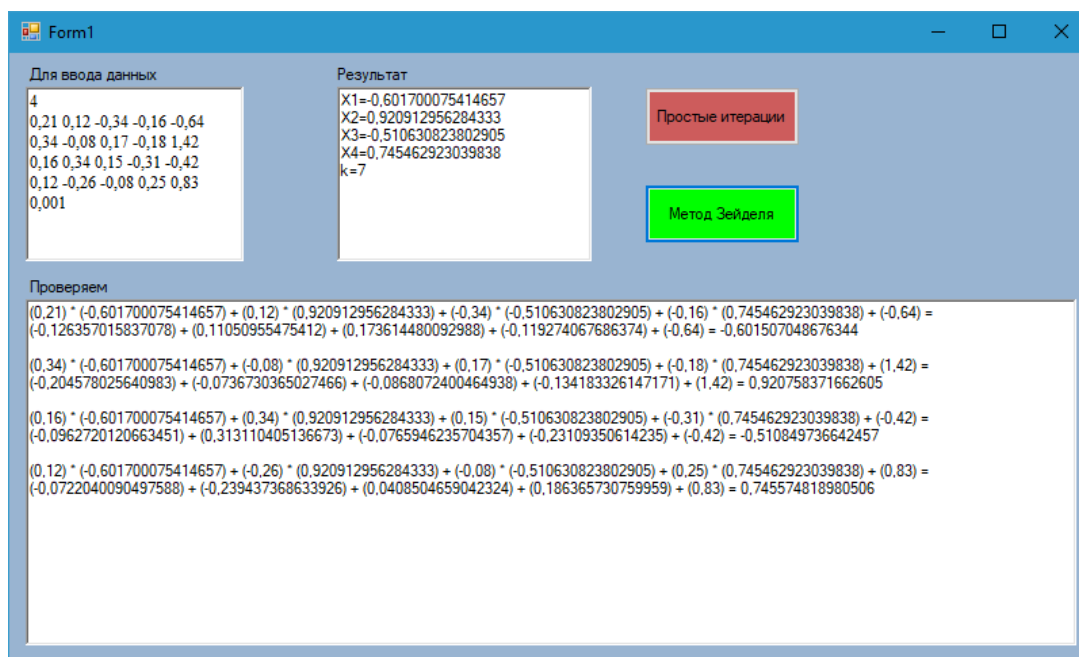 Form1
Для ввода данных
4
0,21 0,12 -0,34 -0,16 -0,64
0,34 -0,08 0,17 -0,18 1,42
0,16 0,34 0,15 -0,31 -0,42
0,12 -0,26 -0,08 0,25 0,83
0,001
Результат
X1=-0,601700075414657
X2=0,920912956284333
X3=-0,510630823802905
X4=0,745462923039838
k=7
Простые итерации
Метод Зейделя
Проверяем
(0,21) * (-0,601700075414657) + (0,12) * (0,920912956284333) + (-0,34) * (-0,510630823802905) + (-0,16) * (0,745462923039838) + (-0,64) =
(-0,126357015837078) + (0,11050955475412) + (0,173614480092988) + (-0,119274067686374) + (-0,64) = -0,601507048676344
(0,34) * (-0,601700075414657) + (-0,08) * (0,920912956284333) + (0,17) * (-0,510630823802905) + (-0,18) * (0,745462923039838) + (1,42) =
(-0,204578025640983) + (-0,0736730365027466) + (-0,0868072400464938) + (-0,134183326147171) + (1,42) = 0,920758371662605
(0,16) * (-0,601700075414657) + (0,34) * (0,920912956284333) + (0,15) * (-0,510630823802905) + (-0,31) * (0,745462923039838) + (-0,42) =
(-0,0962720120663451) + (0,313110405136673) + (-0,0765946235704357) + (-0,23109350614235) + (-0,42) = -0,510849736642457
(0,12) * (-0,601700075414657) + (-0,26) * (0,920912956284333) + (-0,08) * (-0,510630823802905) + (0,25) * (0,745462923039838) + (0,83) =
(-0,0722040090497588) + (-0,239437368633926) + (0,0408504659042324) + (0,186365730759959) + (0,83) = 0,745574818980506